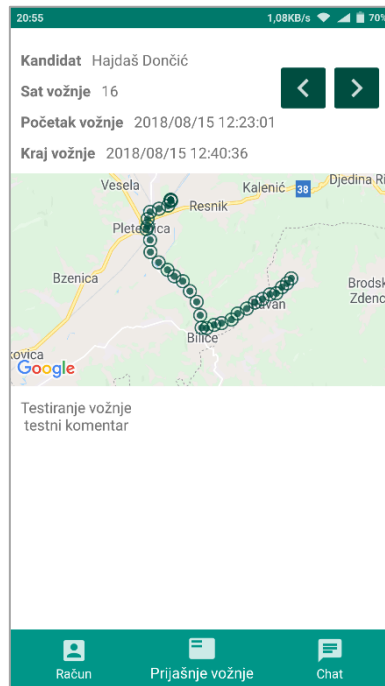 20:55 1,08KB/s 70%
Kandidat Hajdaš Dončić
Sat vožnje 16
Početak vožnje 2018/08/15 12:23:01
Kraj vožnje 2018/08/15 12:40:36
Vesela Kalenić 38 Djedina Ri
Resnik
Pleternica
Bzenica Brodsk
Zdenc
avan
Bilice
kovica
Google
Testiranje vožnje
testni komentar
Račun Prijašnje vožnje Chat